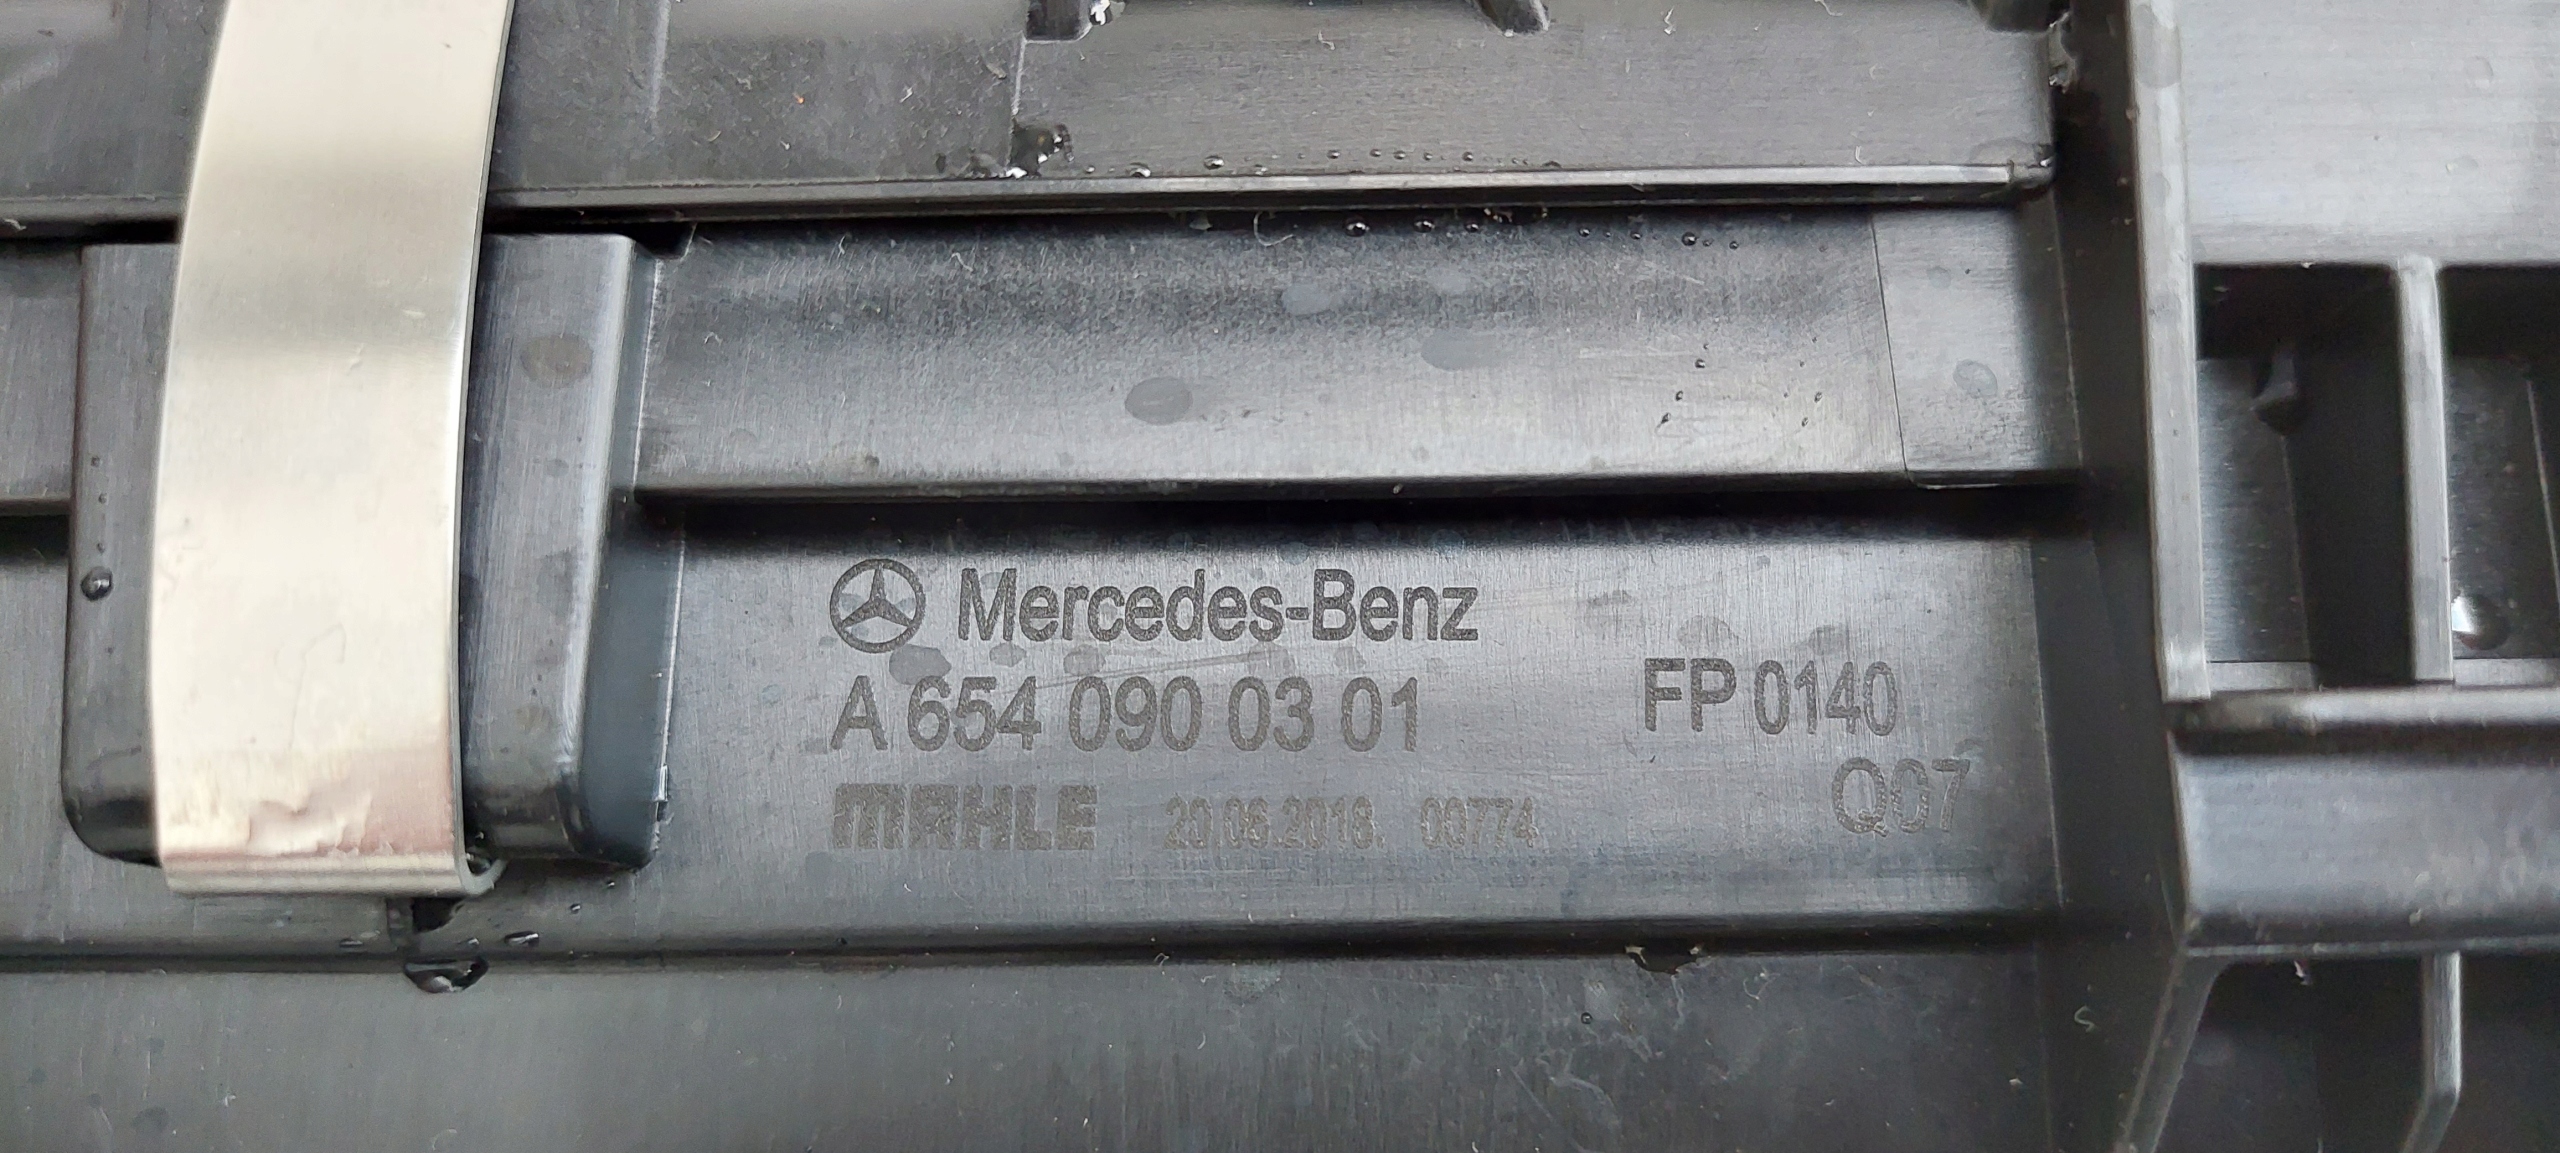 Mercedes-Benz
A 654 090 03 01
FP 0140
Q07
MAHLE 20.06.2018. 00774